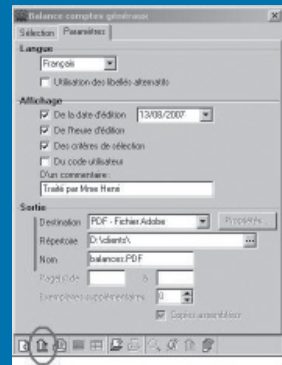 Balance comptes généraux
Sélection Paramètres
Langue
Français
Utilisation des libellés alternatifs
Affichage
De la date d'édition 13/08/2007
De l'heure d'édition
Des critères de sélection
Du code utilisateur
D'un commentaire:
Traité par Mme Henri
Sortie
Destination PDF - Fichier Adobe Propriétés...
Répertoire D:\clients\ ...
Nom balances.PDF
Page(s) de à
Exemplaires supplémentaires 0
Copies assemblées